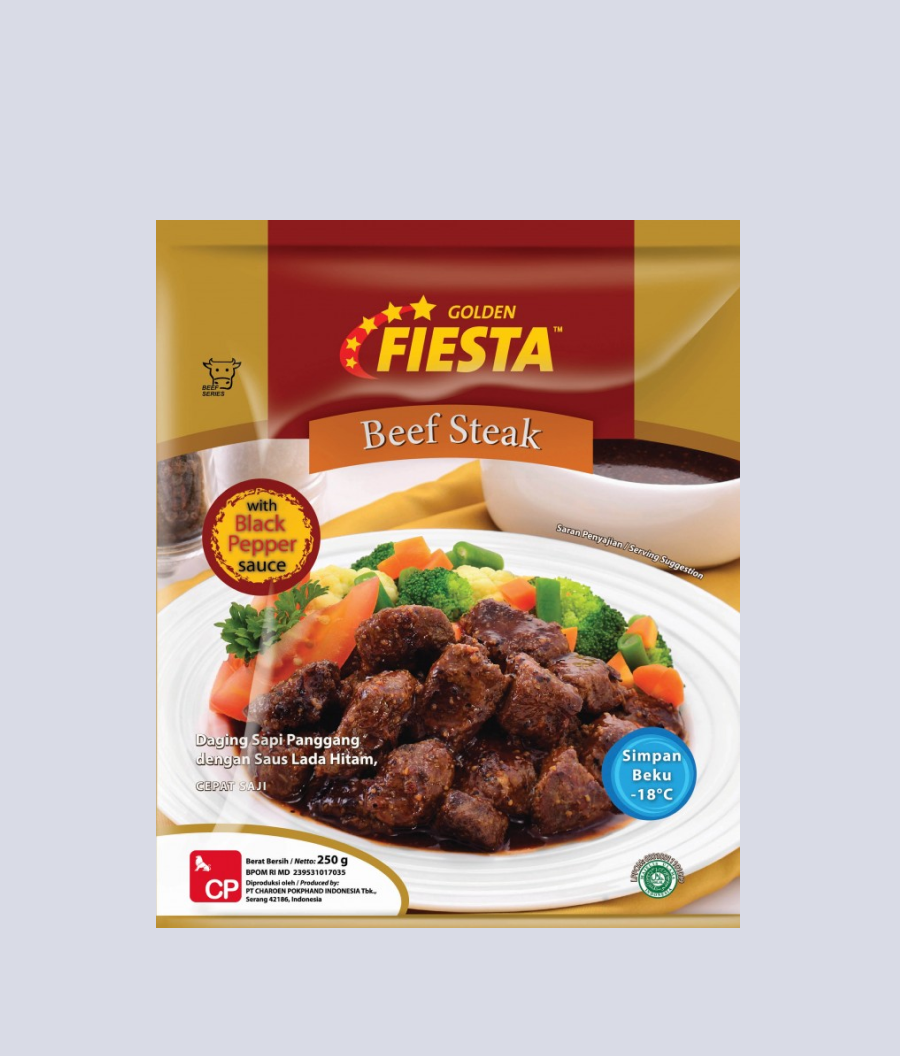 GOLDEN
FIESTA™
BEEF
SERIES
Beef Steak
with
Black
Pepper
sauce
Saran Penyajian / Serving Suggestion
Daging Sapi Panggang
dengan Saus Lada Hitam,
CEPAT SAJI
Simpan
Beku
-18°C
CP
Berat Bersih / Netto: 250 g
BPOM RI MD 239531017035
Diproduksi oleh / Produced by:
PT CHAROEN POKPHAND INDONESIA Tbk.,
Serang 42186, Indonesia